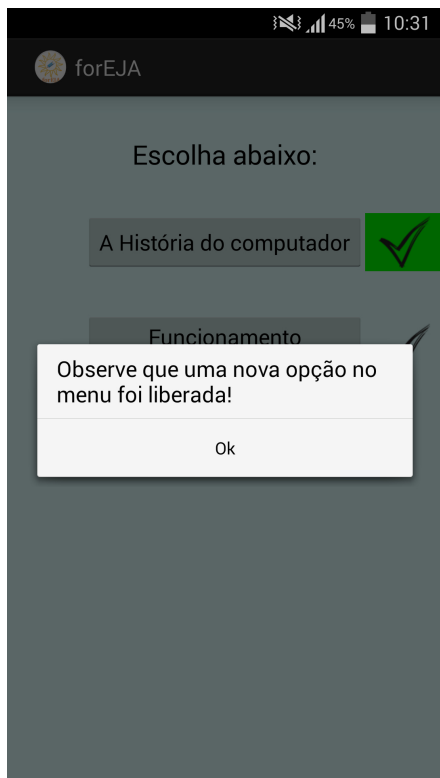 45% 10:31
forEJA
Escolha abaixo:
A História do computador
Funcionamento
Observe que uma nova opção no
menu foi liberada!
Ok